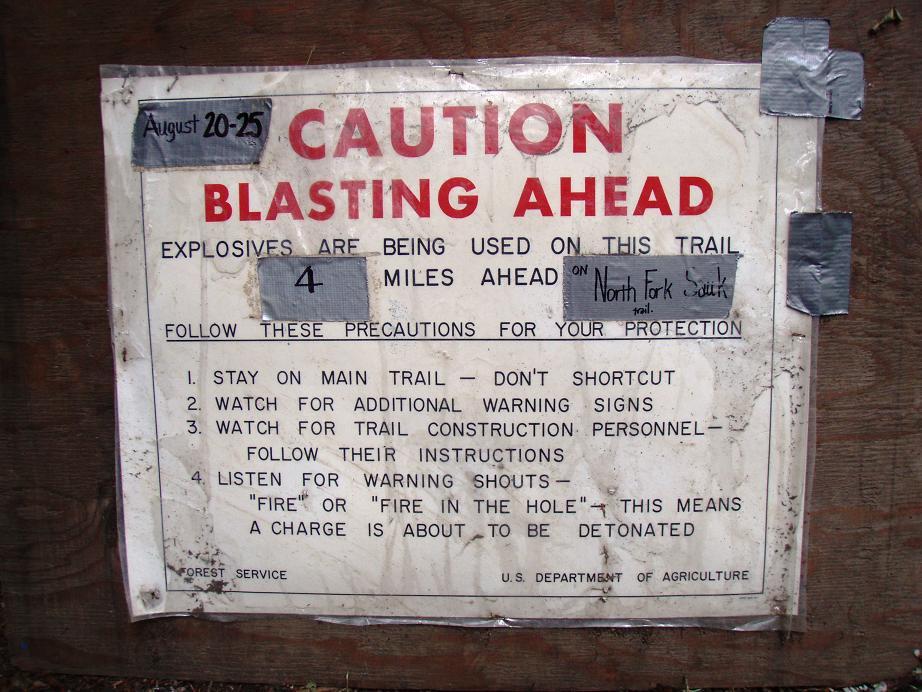 August 20-25
CAUTION
BLASTING AHEAD
EXPLOSIVES ARE BEING USED ON THIS TRAIL
4 MILES AHEAD ON North Fork Sauk
trail.
FOLLOW THESE PRECAUTIONS FOR YOUR PROTECTION
1. STAY ON MAIN TRAIL — DON'T SHORTCUT
2. WATCH FOR ADDITIONAL WARNING SIGNS
3. WATCH FOR TRAIL CONSTRUCTION PERSONNEL—
FOLLOW THEIR INSTRUCTIONS
4. LISTEN FOR WARNING SHOUTS—
"FIRE" OR "FIRE IN THE HOLE"— THIS MEANS
A CHARGE IS ABOUT TO BE DETONATED
FOREST SERVICE U.S. DEPARTMENT OF AGRICULTURE